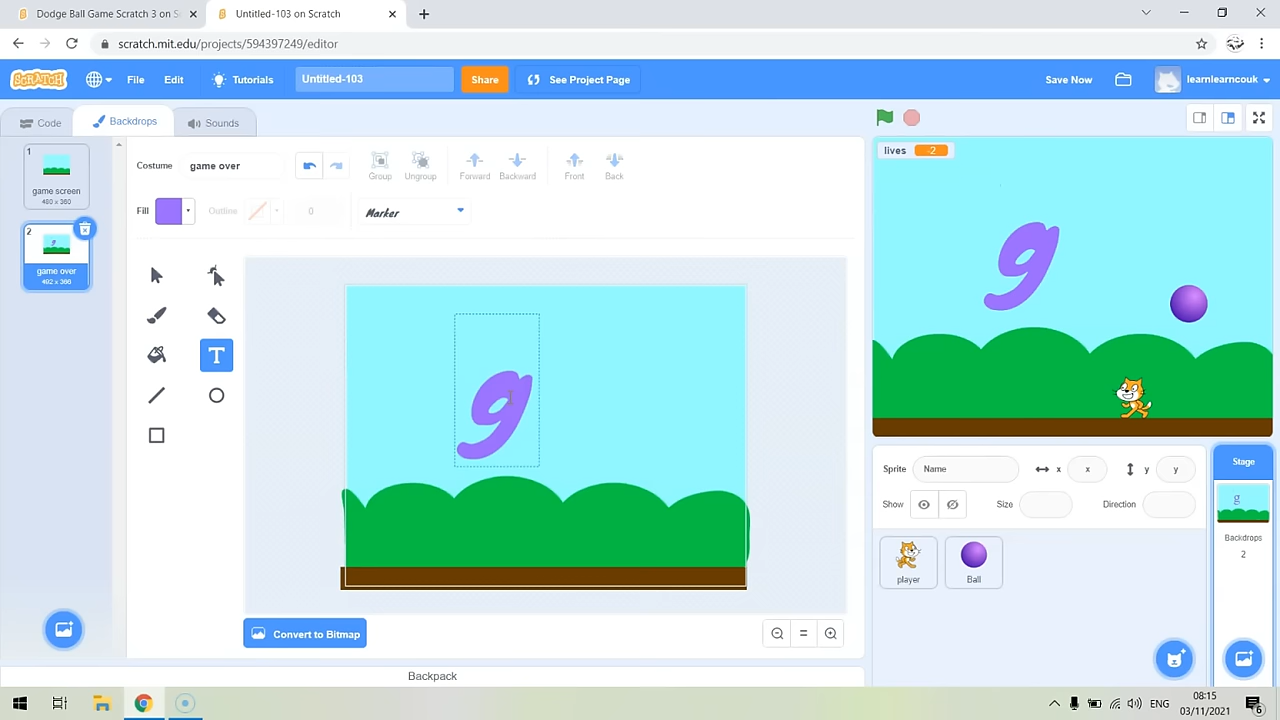 Dodge Ball Game Scratch 3 on S
Untitled-103 on Scratch
scratch.mit.edu/projects/594397249/editor
SCRATCH
File
Edit
Tutorials
Untitled-103
Share
See Project Page
Save Now
learnlearncouk
Code
Backdrops
Sounds
1
game screen
480 x 360
2
game over
492 x 366
Costume
game over
Group
Ungroup
Forward
Backward
Front
Back
Fill
Outline
0
Marker
T
g
Convert to Bitmap
Backpack
lives -2
g
Sprite
Name
x
x
y
y
Show
Size
Direction
player
Ball
Stage
g
Backdrops
2
ENG
08:15
03/11/2021
6